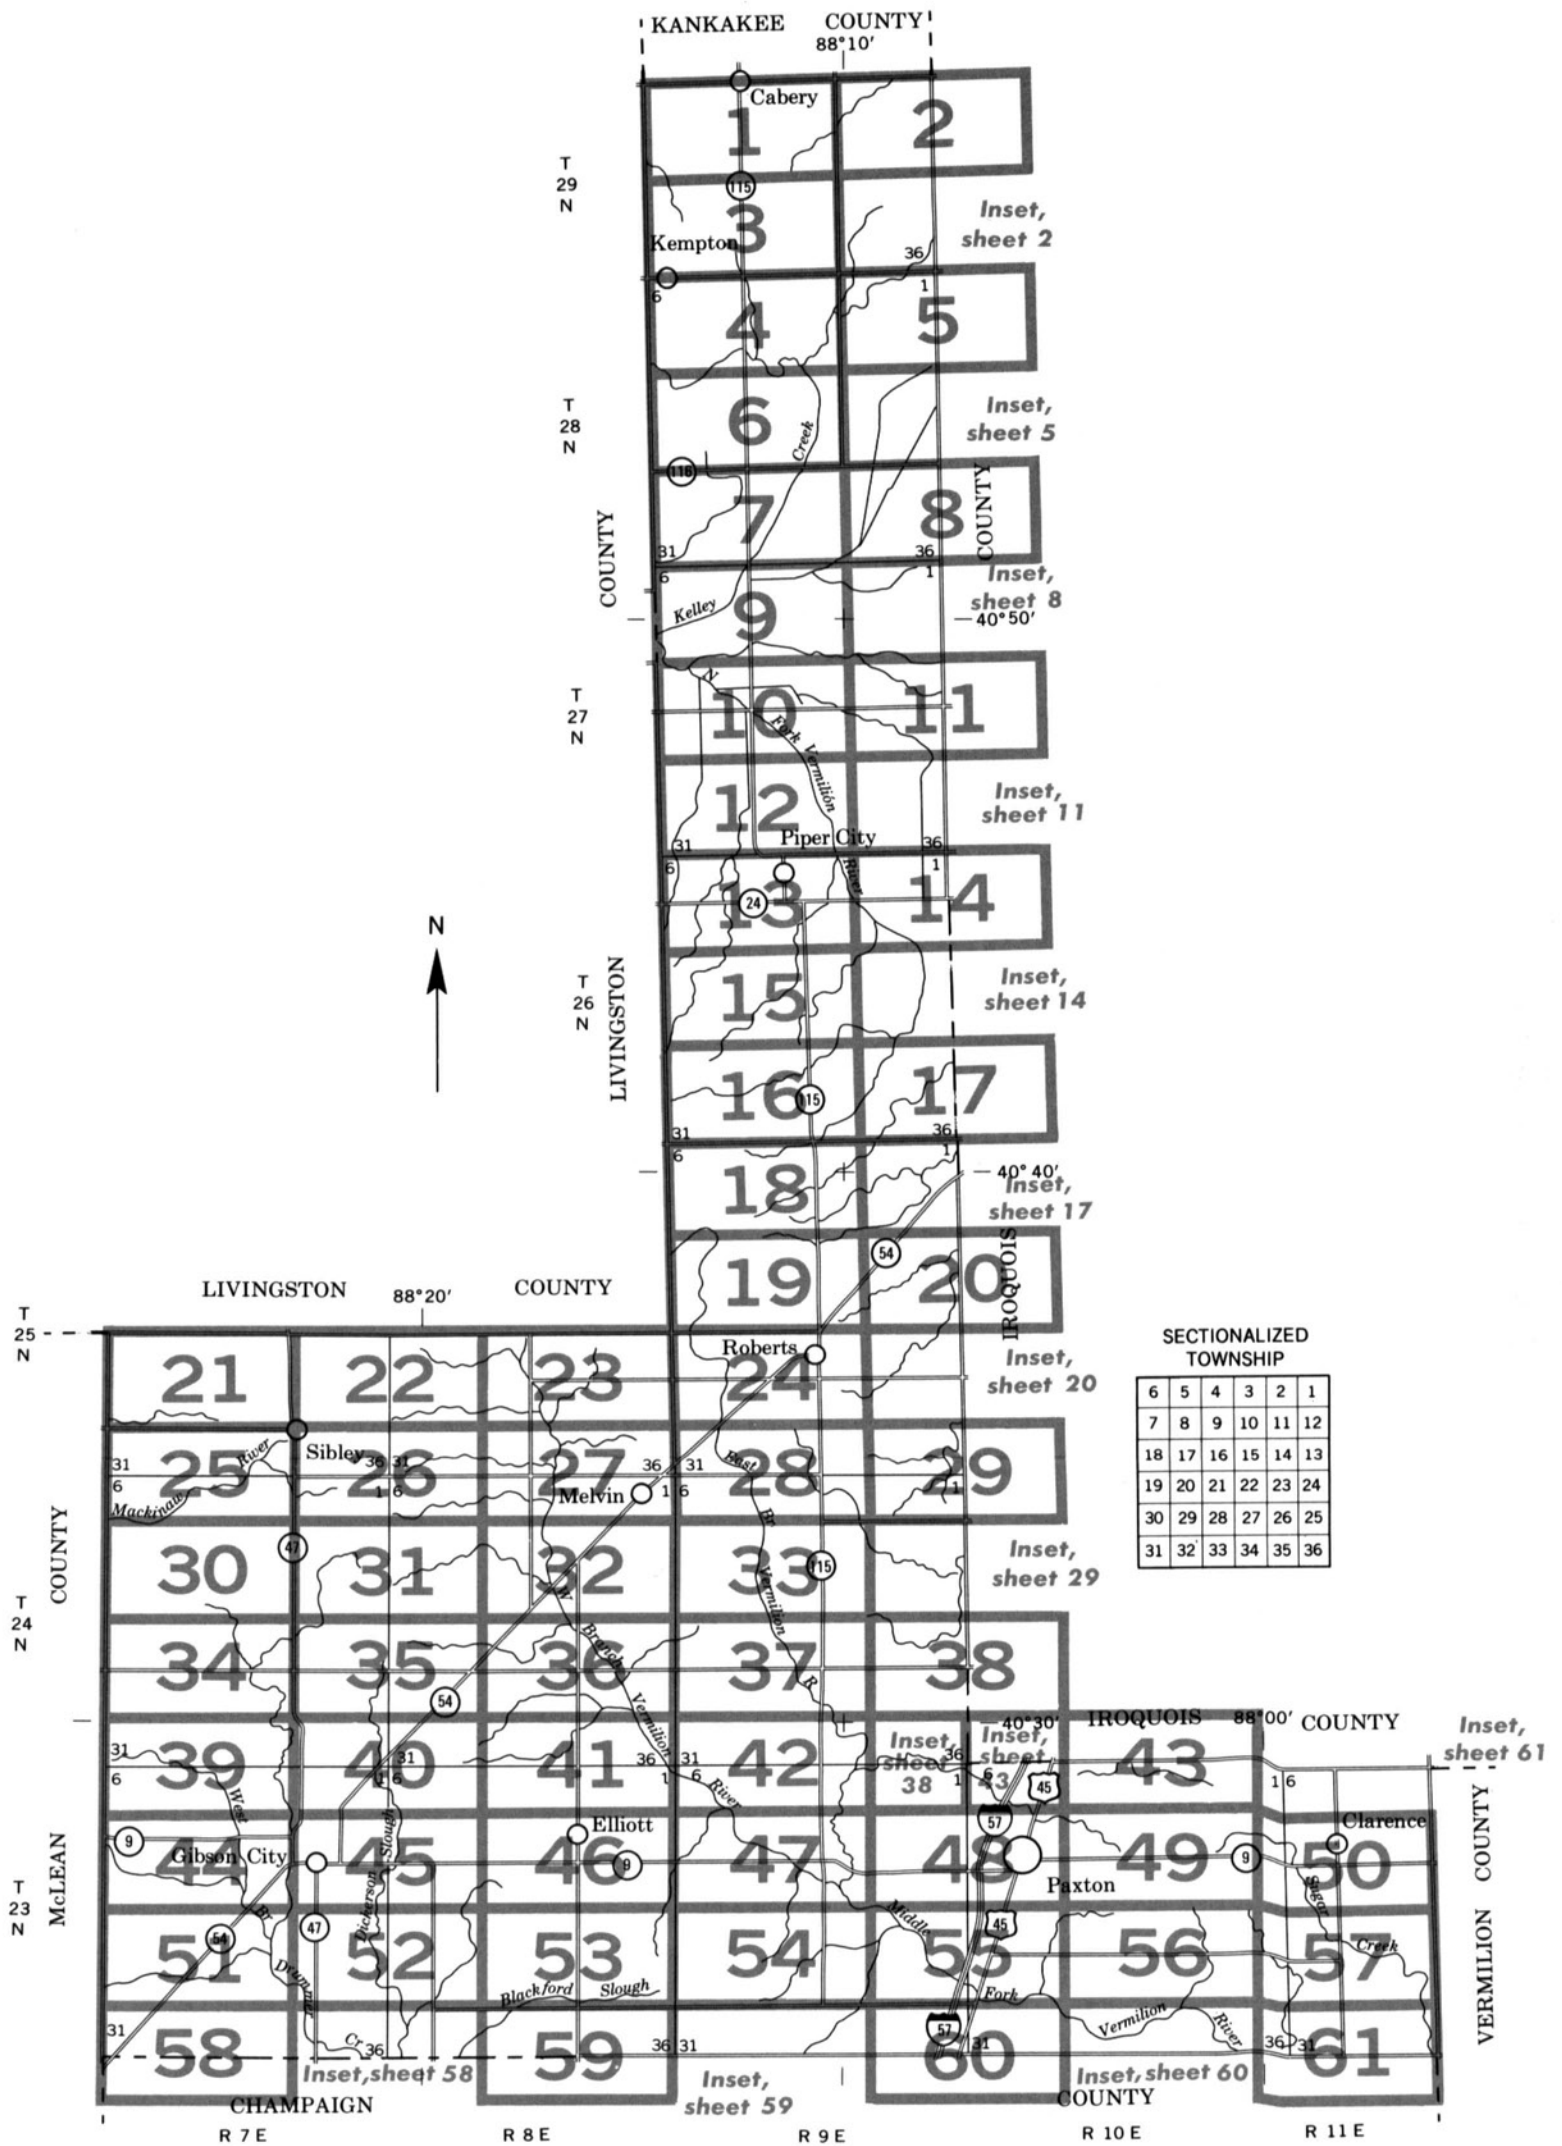 KANKAKEE COUNTY
88°10'
Cabery
1
2
T
29
N
115
3
Inset,
sheet 2
Kempton
36
6
1
4
5
T
28
N
6
Inset,
sheet 5
Creek
116
7
8
COUNTY
COUNTY
31
36
6
1
Inset,
sheet 8
Kelley
9
40°50'
N
10
11
T
27
N
Fork Vermilion
12
Inset,
sheet 11
Piper City
31
36
6
1
River
24
13
14
N
T
26
N
LIVINGSTON
15
Inset,
sheet 14
16
115
17
31
36
6
1
18
40°40'
Inset,
sheet 17
54
19
20
IROQUOIS
LIVINGSTON COUNTY
88°20'
T
25
N
Roberts
21
22
23
24
Inset,
sheet 20
SECTIONALIZED
TOWNSHIP
6 5 4 3 2 1
7 8 9 10 11 12
18 17 16 15 14 13
19 20 21 22 23 24
30 29 28 27 26 25
31 32 33 34 35 36
Sibley
River
31
36 31
36 31
25
26
27
28
29
East
6
1 6
1 6
1
Mackinaw
Melvin
Br
COUNTY
47
30
31
32
33
115
Inset,
sheet 29
W
Vermilion
T
24
N
Branch
34
35
36
37
38
R
54
Vermilion
40°30'
IROQUOIS
88°00'
COUNTY
Inset,
sheet 61
31
31
36 31
36
39
40
41
42
Inset,
sheet
38
Inset,
sheet
43
43
6
1 6
1 6
1
6
1 6
45
River
West
57
Slough
Elliott
Clarence
9
44
Gibson City
45
46
9
47
48
49
9
50
Paxton
COUNTY
McLEAN
T
23
N
Br
Dickerson
Middle
45
Sugar
47
54
51
52
53
54
55
56
57
Creek
Drummer
Blackford Slough
Fork
Vermilion
River
VERMILION
31
Cr.
36
36 31
57
31
36 31
58
59
60
61
Inset, sheet 58
Inset,
sheet 59
Inset, sheet 60
CHAMPAIGN
COUNTY
R 7 E
R 8 E
R 9 E
R 10 E
R 11 E